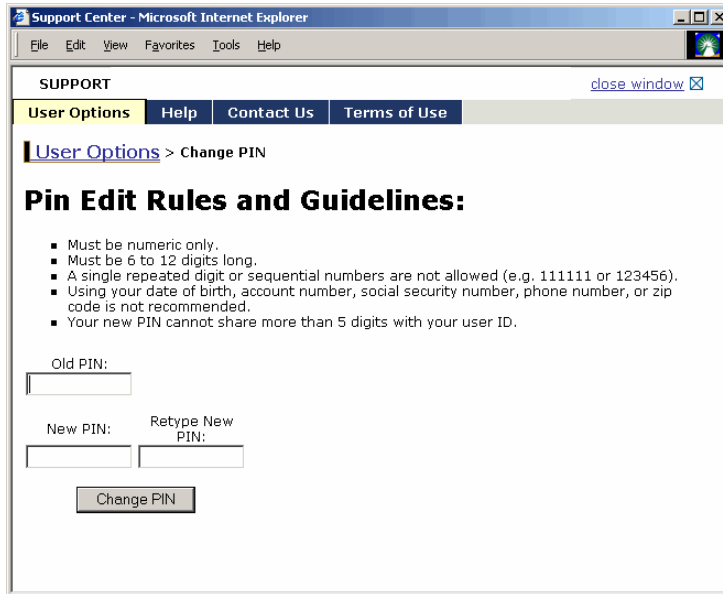 Support Center - Microsoft Internet Explorer
File Edit View Favorites Tools Help
SUPPORT close window
User Options Help Contact Us Terms of Use
User Options > Change PIN
Pin Edit Rules and Guidelines:
▪ Must be numeric only.
▪ Must be 6 to 12 digits long.
▪ A single repeated digit or sequential numbers are not allowed (e.g. 111111 or 123456).
▪ Using your date of birth, account number, social security number, phone number, or zip
code is not recommended.
▪ Your new PIN cannot share more than 5 digits with your user ID.
Old PIN:
New PIN: Retype New
PIN:
Change PIN